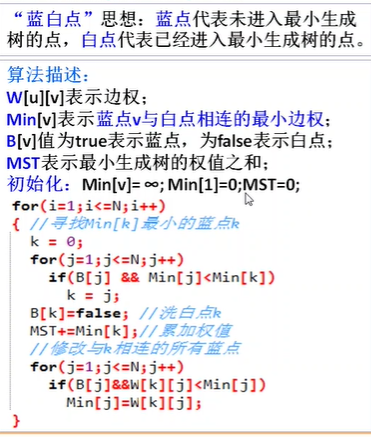 “蓝白点”思想：蓝点代表未进入最小生成
树的点，白点代表已经进入最小生成树的点。
算法描述：
W[u][v]表示边权；
Min[v]表示蓝点v与白点相连的最小边权；
B[v]值为true表示蓝点，为false表示白点；
MST表示最小生成树的权值之和；
初始化：Min[v]= ∞; Min[1]=0;MST=0;
for(i=1;i<=N;i++)
{ //寻找Min[k]最小的蓝点k
k = 0;
for(j=1;j<=N;j++)
if(B[j] && Min[j]<Min[k])
k = j;
B[k]=false; //洗白点k
MST+=Min[k];//累加权值
//修改与k相连的所有蓝点
for(j=1;j<=N;j++)
if(B[j]&&W[k][j]<Min[j])
Min[j]=W[k][j];
}